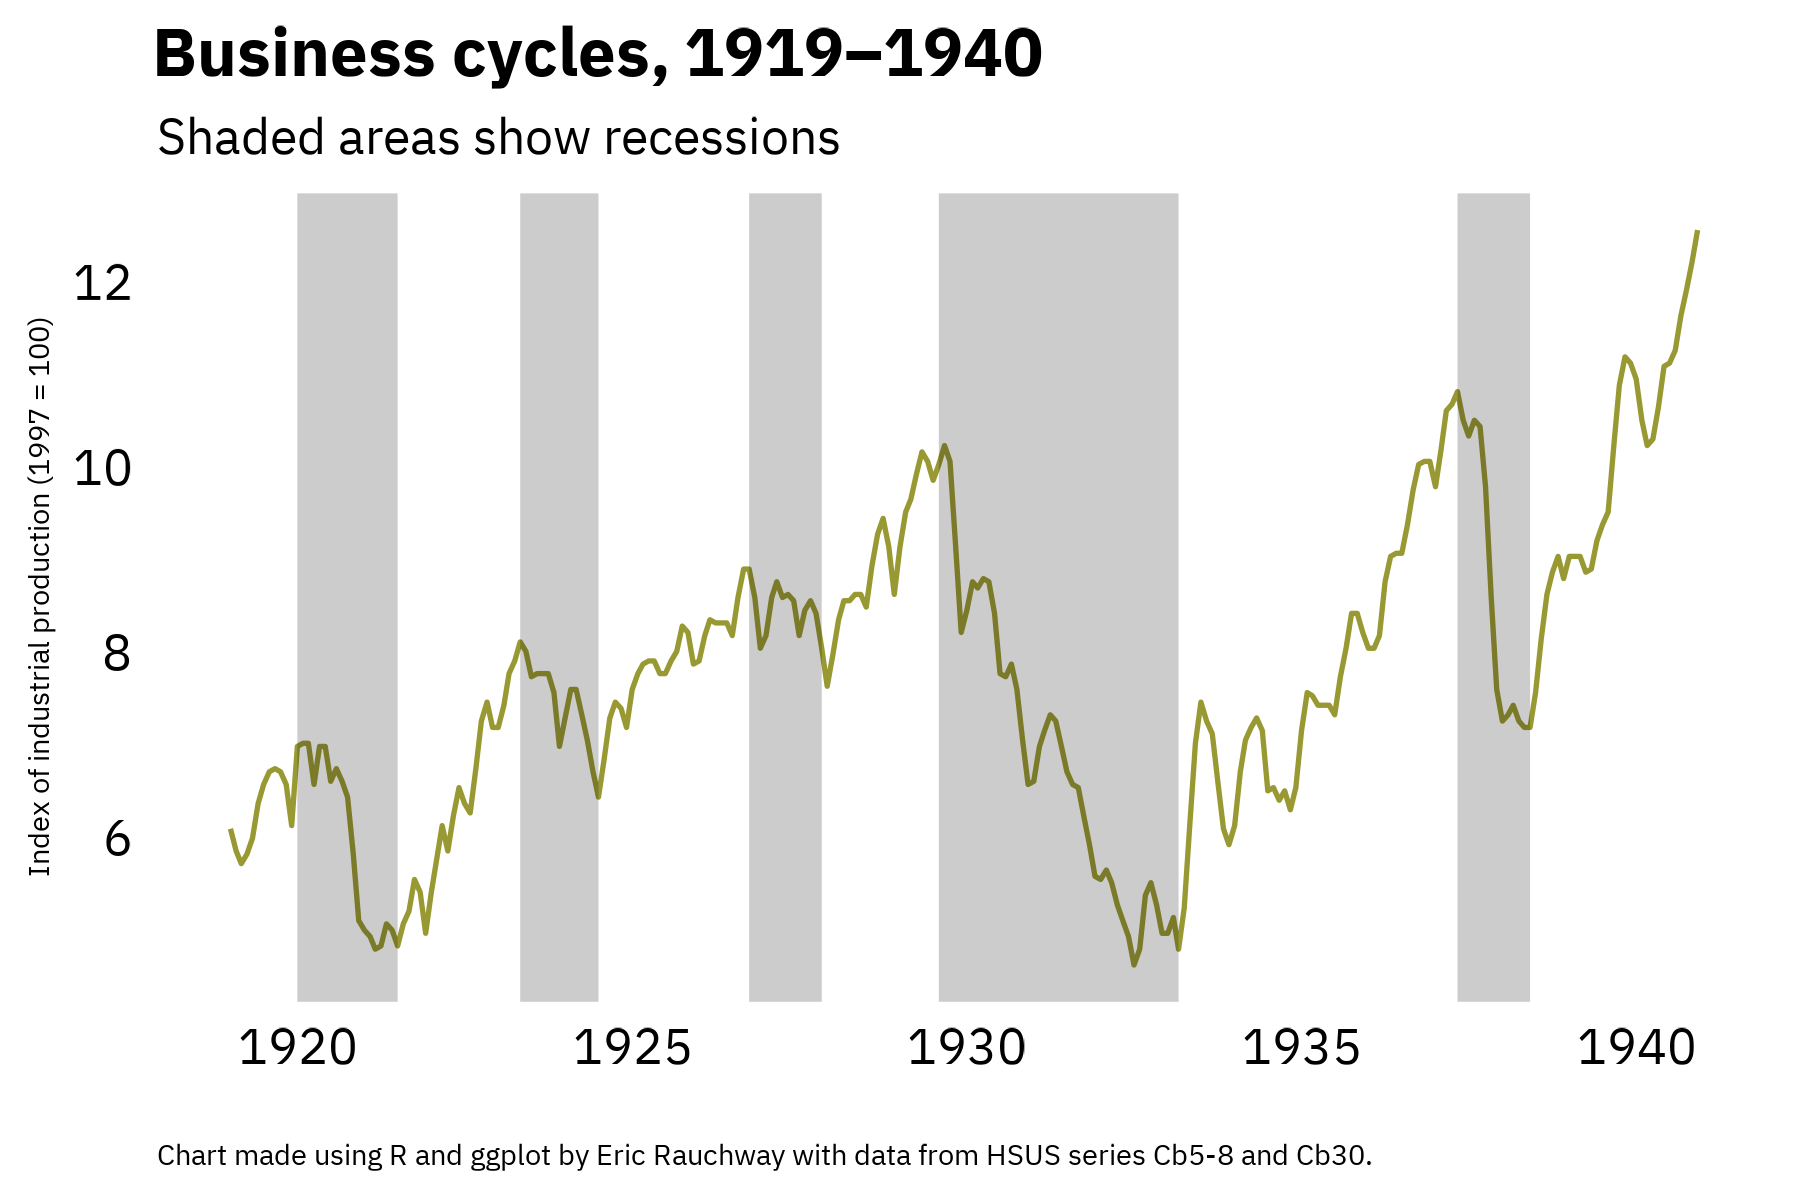 Business cycles, 1919–1940
Shaded areas show recessions
Index of industrial production (1997 = 100)
12
10
8
6
1920 1925 1930 1935 1940
Chart made using R and ggplot by Eric Rauchway with data from HSUS series Cb5-8 and Cb30.